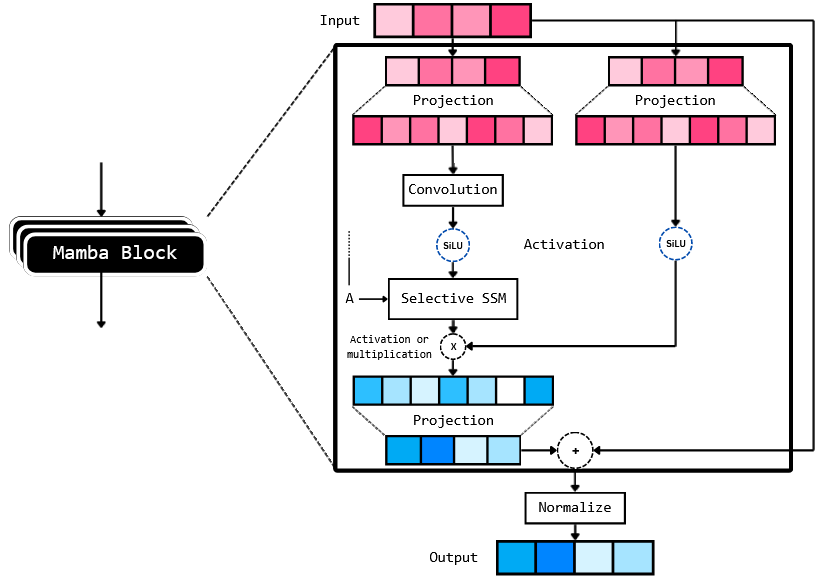 Input
Projection
Projection
Convolution
SiLU
Activation
SiLU
Mamba Block
A
Selective SSM
Activation or
multiplication
X
Projection
+
Normalize
Output